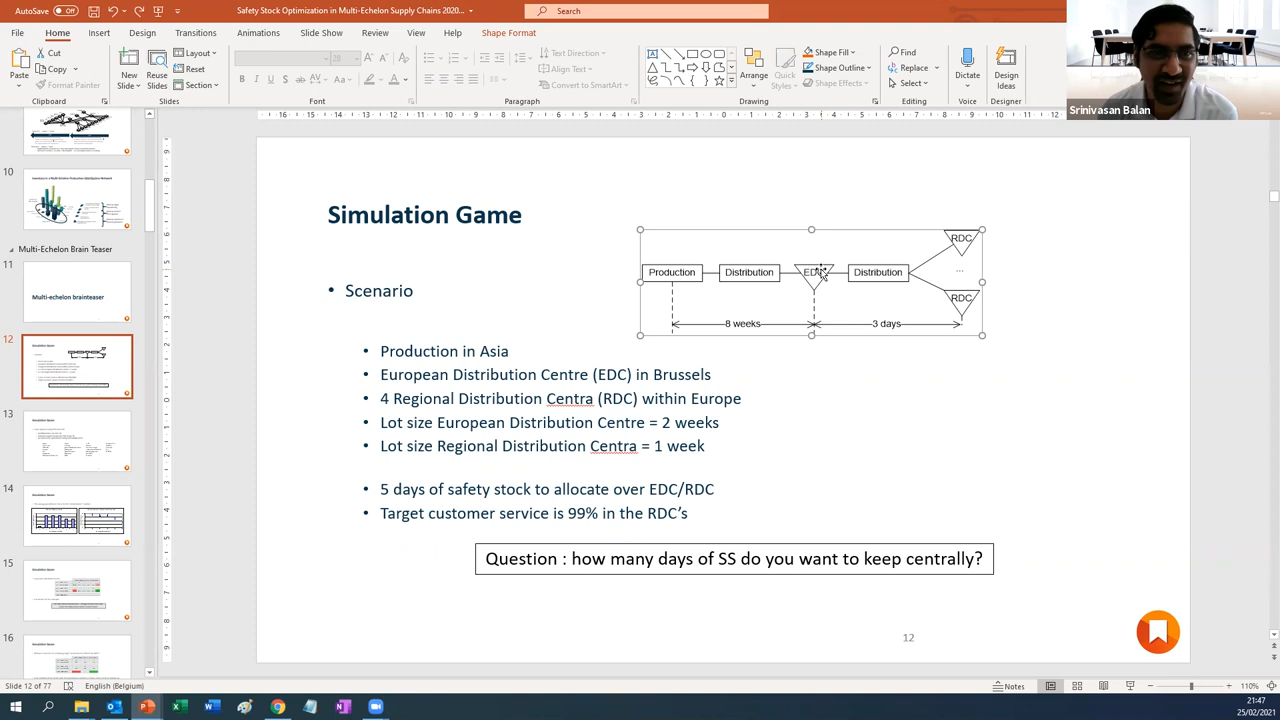 AutoSave Off
Safety Stock Optimization in Multi-Echelon Supply Chains 2020...
Search
File Home Insert Design Transitions Animations Slide Show Review View Help Shape Format
Paste
Cut
Copy
Format Painter
Clipboard
New Slide
Reuse Slides
Layout
Reset
Section
Slides
Font
Text Direction
Align Text
Convert to SmartArt
Paragraph
Arrange
Quick Styles
Shape Fill
Shape Outline
Shape Effects
Drawing
Find
Replace
Select
Editing
Dictate
Voice
Design Ideas
Designer
Srinivasan Balan
10
Multi-Echelon Brain Teaser
11
Multi-echelon brainteaser
12
13
14
15
16
Simulation Game
Production
Distribution
Distribution
RDC
...
RDC
8 weeks
3 days
• Scenario
• Production in Asia
• European Distribution Centre (EDC) in Brussels
• 4 Regional Distribution Centra (RDC) within Europe
• Lot size European Distribution Centre = 2 weeks
• Lot size Regional Distribution Centra = 1 week
• 5 days of safety stock to allocate over EDC/RDC
• Target customer service is 99% in the RDC's
Question : how many days of SS do you want to keep centrally?
12
Slide 12 of 77
English (Belgium)
Notes
110%
21:47
25/02/2021